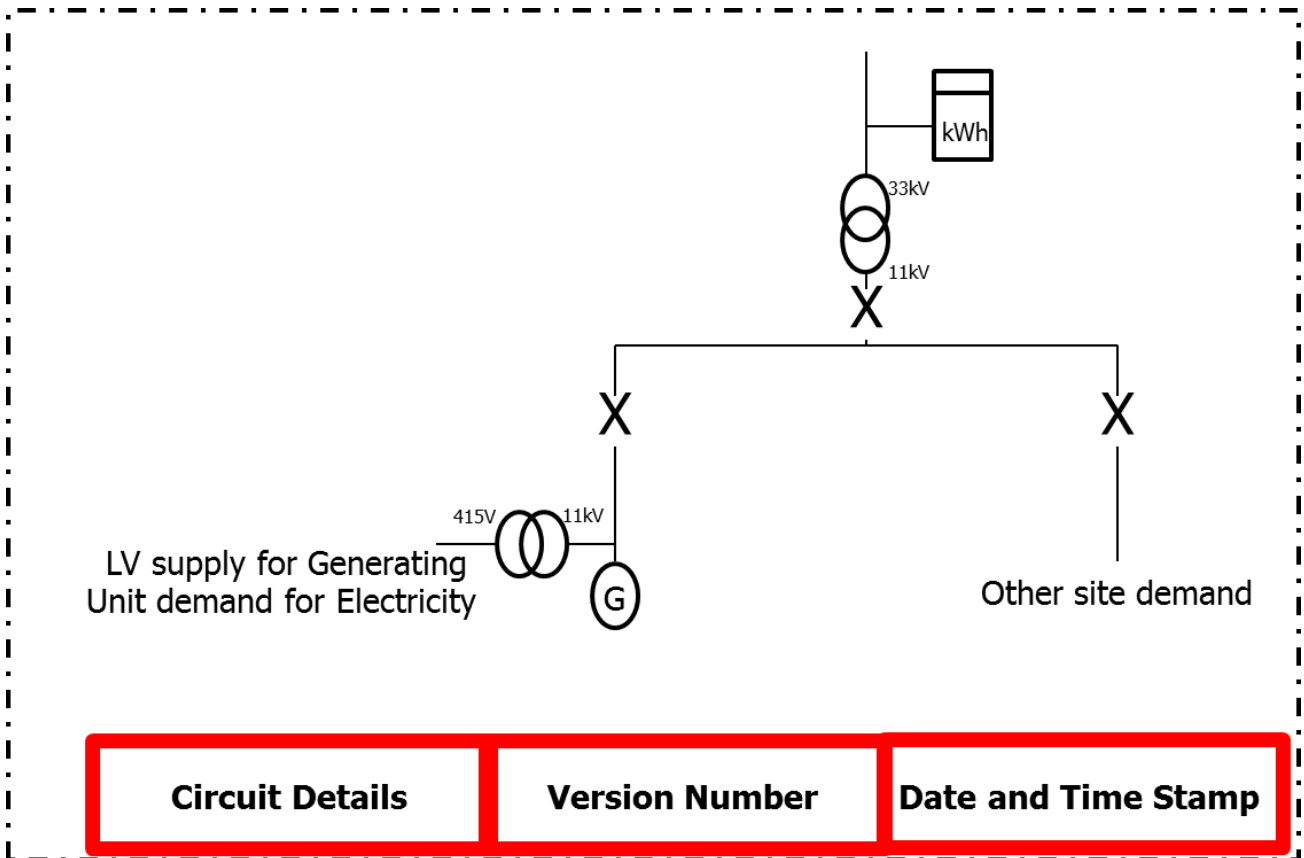 kWh
33kV
11kV
X
X
X
415V
11kV
LV supply for Generating
Unit demand for Electricity
G
Other site demand
Circuit Details
Version Number
Date and Time Stamp